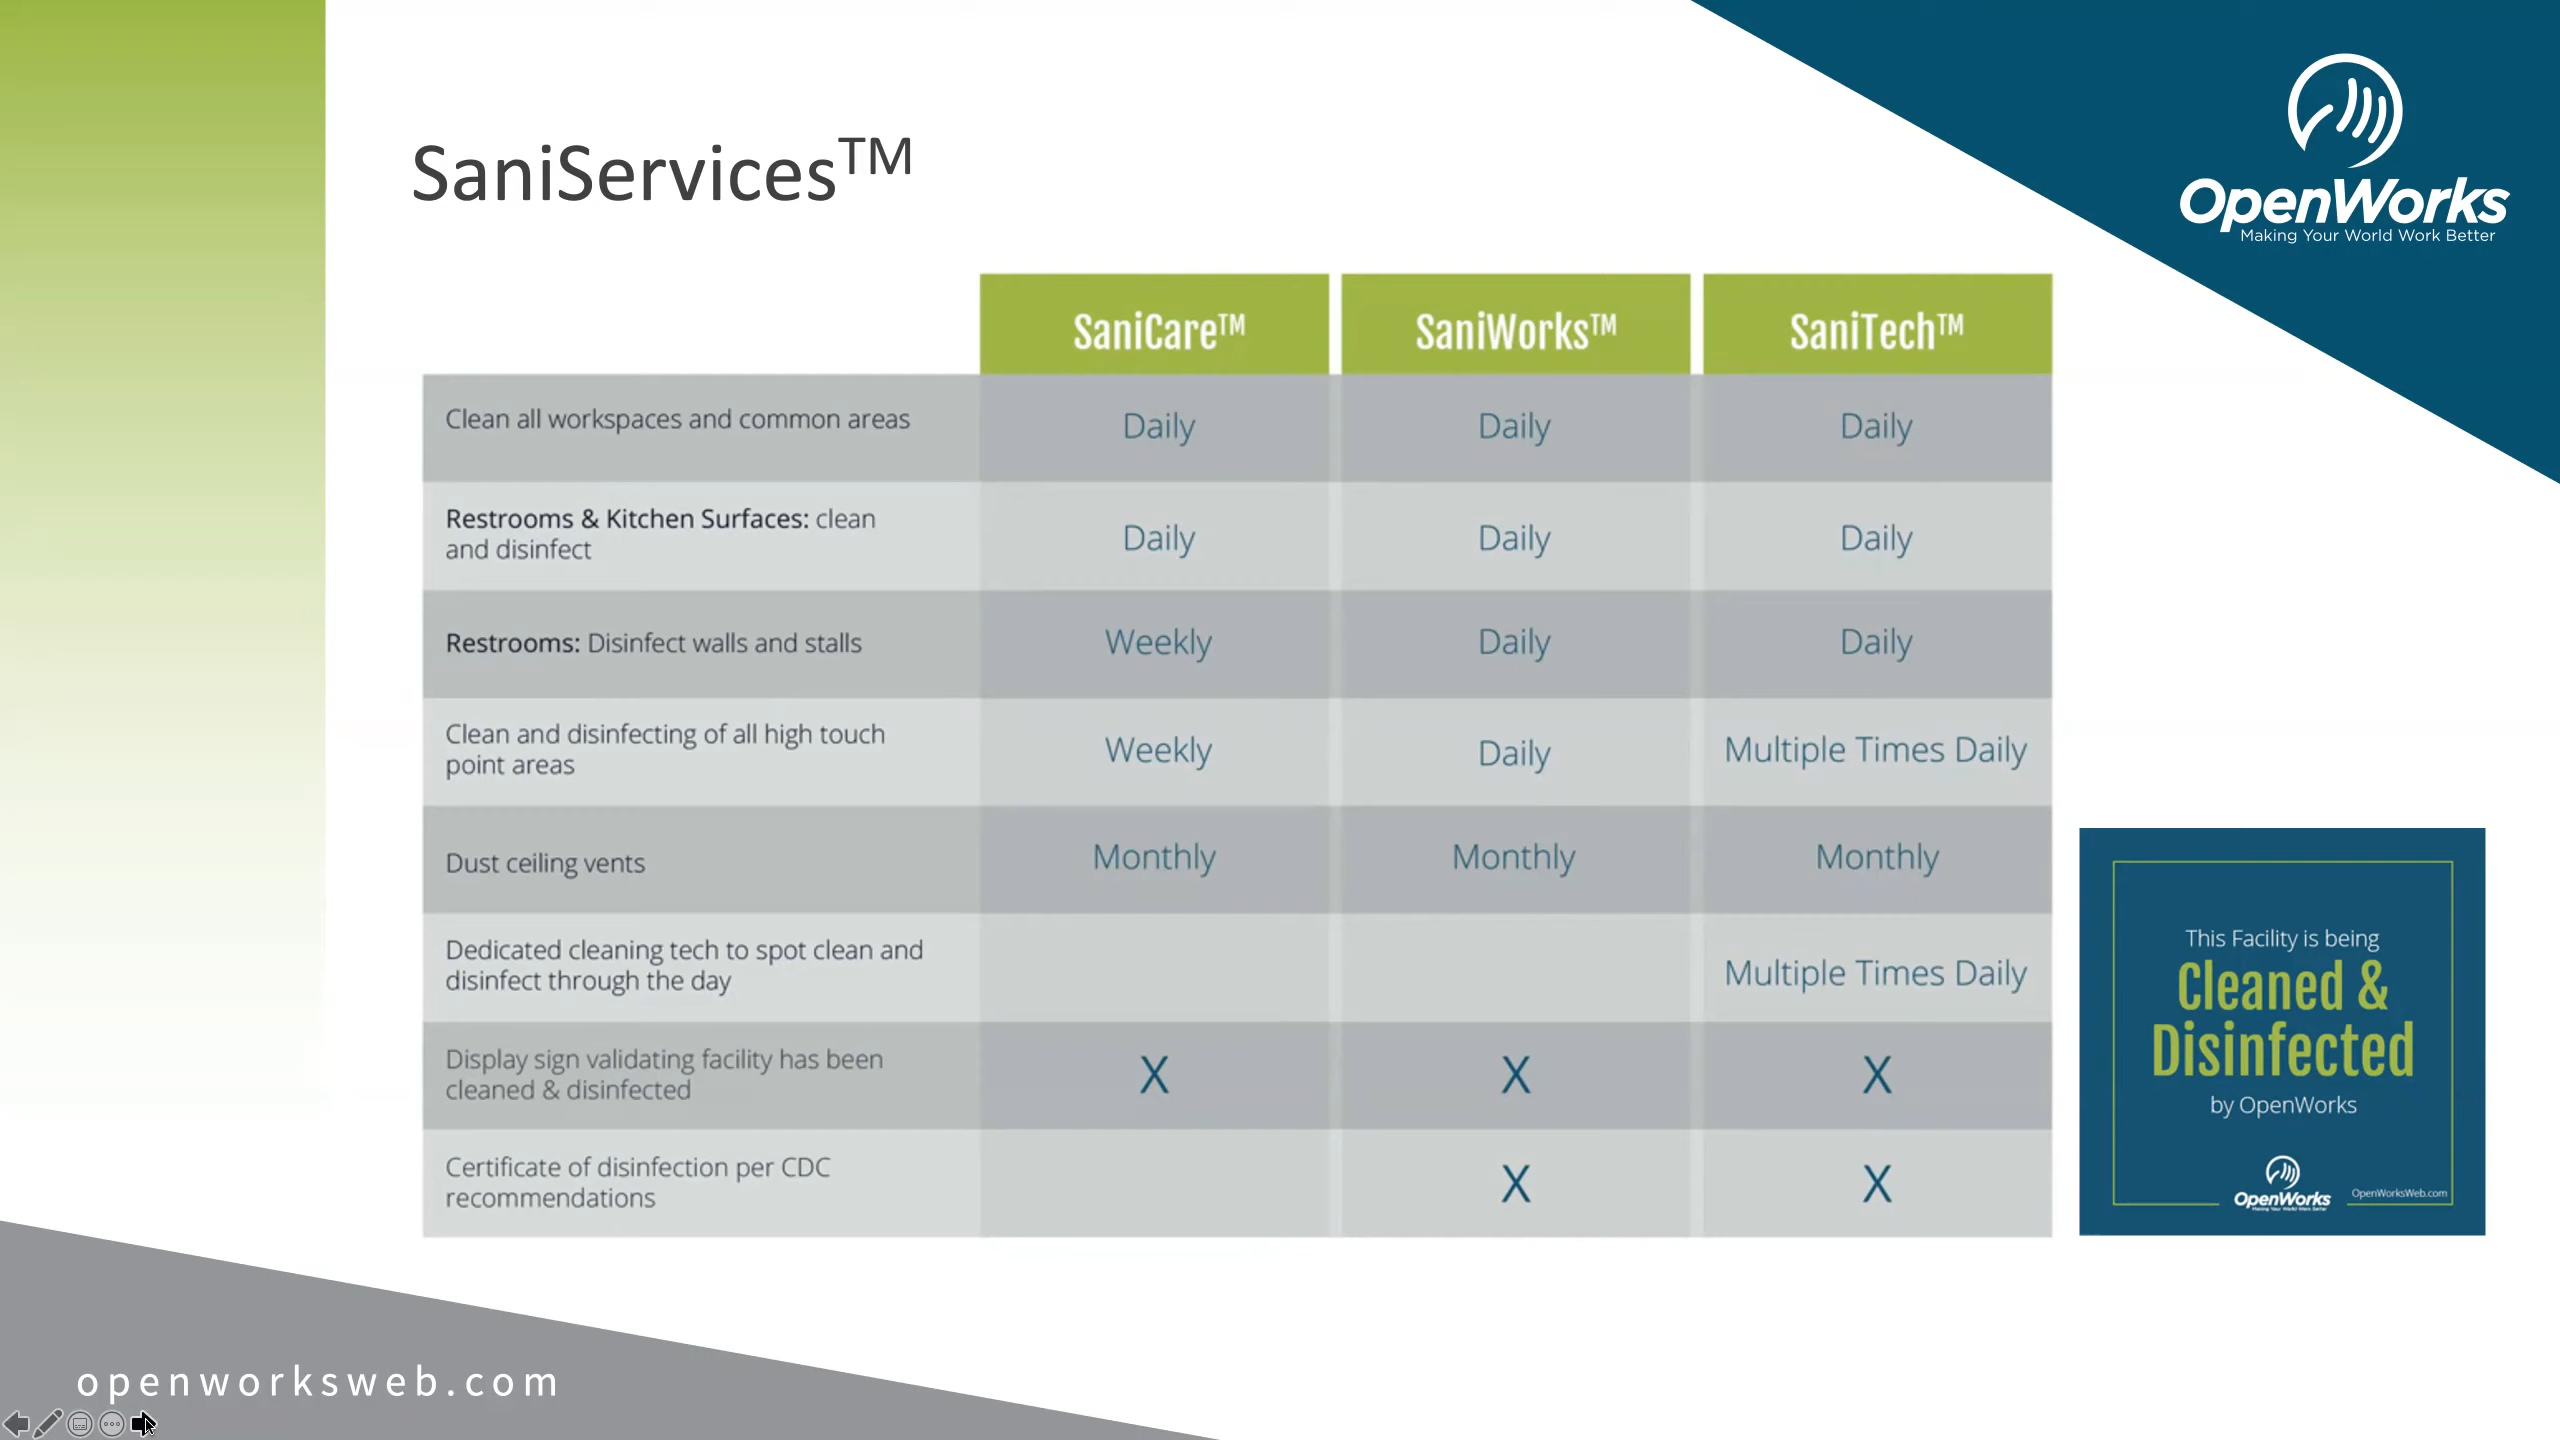 SaniServices™
OpenWorks
Making Your World Work Better
SaniCare™ SaniWorks™ SaniTech™
Clean all workspaces and common areas Daily Daily Daily
Restrooms & Kitchen Surfaces: clean
and disinfect Daily Daily Daily
Restrooms: Disinfect walls and stalls Weekly Daily Daily
Clean and disinfecting of all high touch
point areas Weekly Daily Multiple Times Daily
Dust ceiling vents Monthly Monthly Monthly
Dedicated cleaning tech to spot clean and
disinfect through the day Multiple Times Daily
Display sign validating facility has been
cleaned & disinfected X X X
Certificate of disinfection per CDC
recommendations X X
This Facility is being
Cleaned &
Disinfected
by OpenWorks
OpenWorks
Making Your World Work Better
OpenWorksWeb.com
openworksweb.com